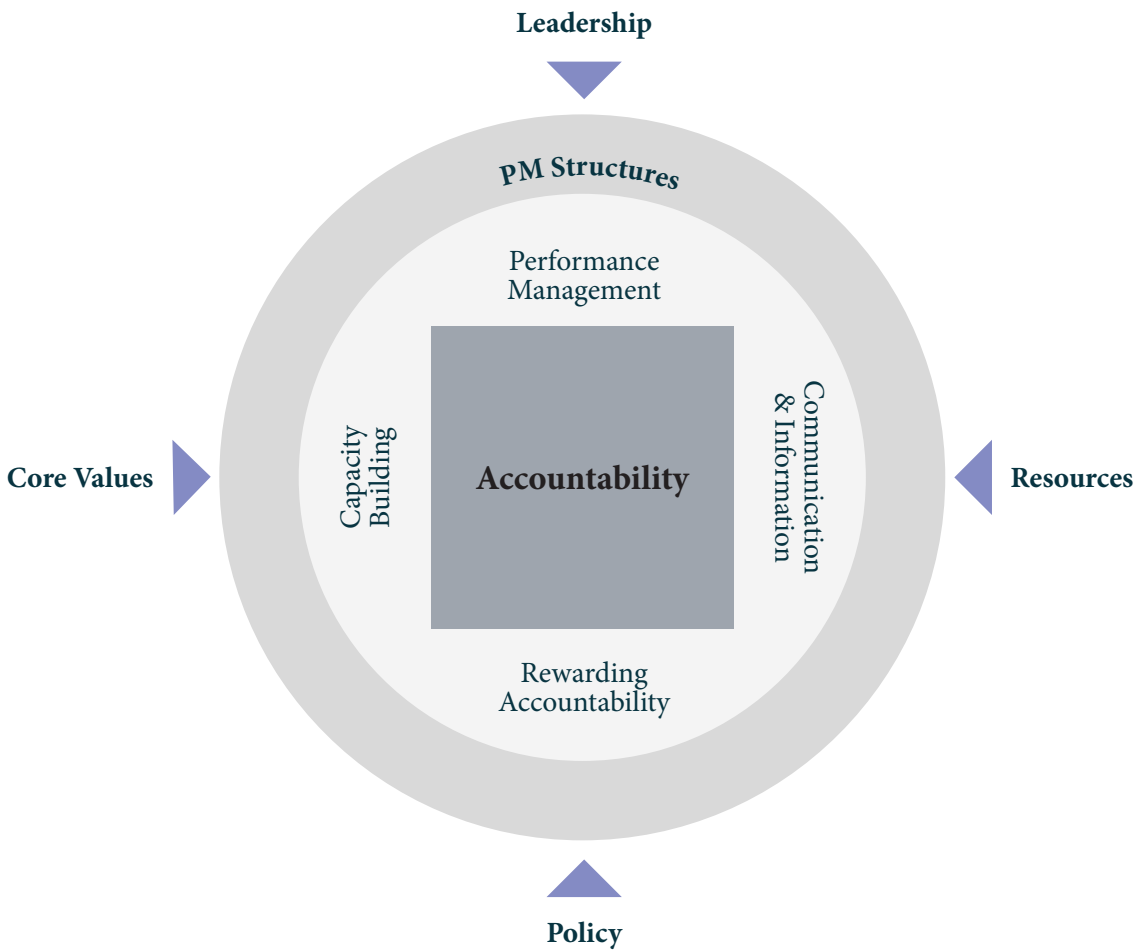 Leadership
PM Structures
Performance
Management
Core Values
Capacity
Building
Accountability
Communication
& Information
Resources
Rewarding
Accountability
Policy